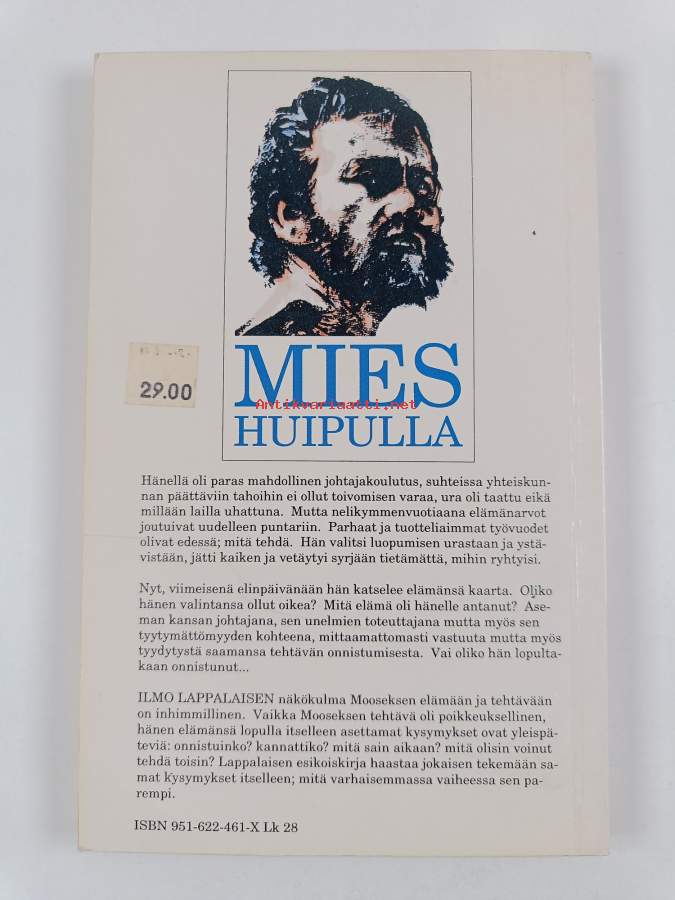 MIES
Antikvariaatti.net
HUIPULLA
29.00
Hänellä oli paras mahdollinen johtajakoulutus, suhteissa yhteiskun-
nan päättäviin tahoihin ei ollut toivomisen varaa, ura oli taattu eikä
millään lailla uhattuna. Mutta nelikymmenvuotiaana elämänarvot
joutuivat uudelleen puntariin. Parhaat ja tuotteliaimmat työvuodet
olivat edessä; mitä tehdä. Hän valitsi luopumisen urastaan ja ystä-
vistään, jätti kaiken ja vetäytyi syrjään tietämättä, mihin ryhtyisi.
Nyt, viimeisenä elinpäivänään hän katselee elämänsä kaarta. Oliko
hänen valintansa ollut oikea? Mitä elämä oli hänelle antanut? Ase-
man kansan johtajana, sen unelmien toteuttajana mutta myös sen
tyytymättömyyden kohteena, mittaamattomasti vastuuta mutta myös
tyydytystä saamansa tehtävän onnistumisesta. Vai oliko hän lopulta-
kaan onnistunut...
ILMO LAPPALAISEN näkökulma Mooseksen elämään ja tehtävään
on inhimmillinen. Vaikka Mooseksen tehtävä oli poikkeuksellinen,
hänen elämänsä lopulla itselleen asettamat kysymykset ovat yleispä-
teviä: onnistuinko? kannattiko? mitä sain aikaan? mitä olisin voinut
tehdä toisin? Lappalaisen esikoiskirja haastaa jokaisen tekemään sa-
mat kysymykset itselleen; mitä varhaisemmassa vaiheessa sen pa-
rempi.
ISBN 951-622-461-X Lk 28